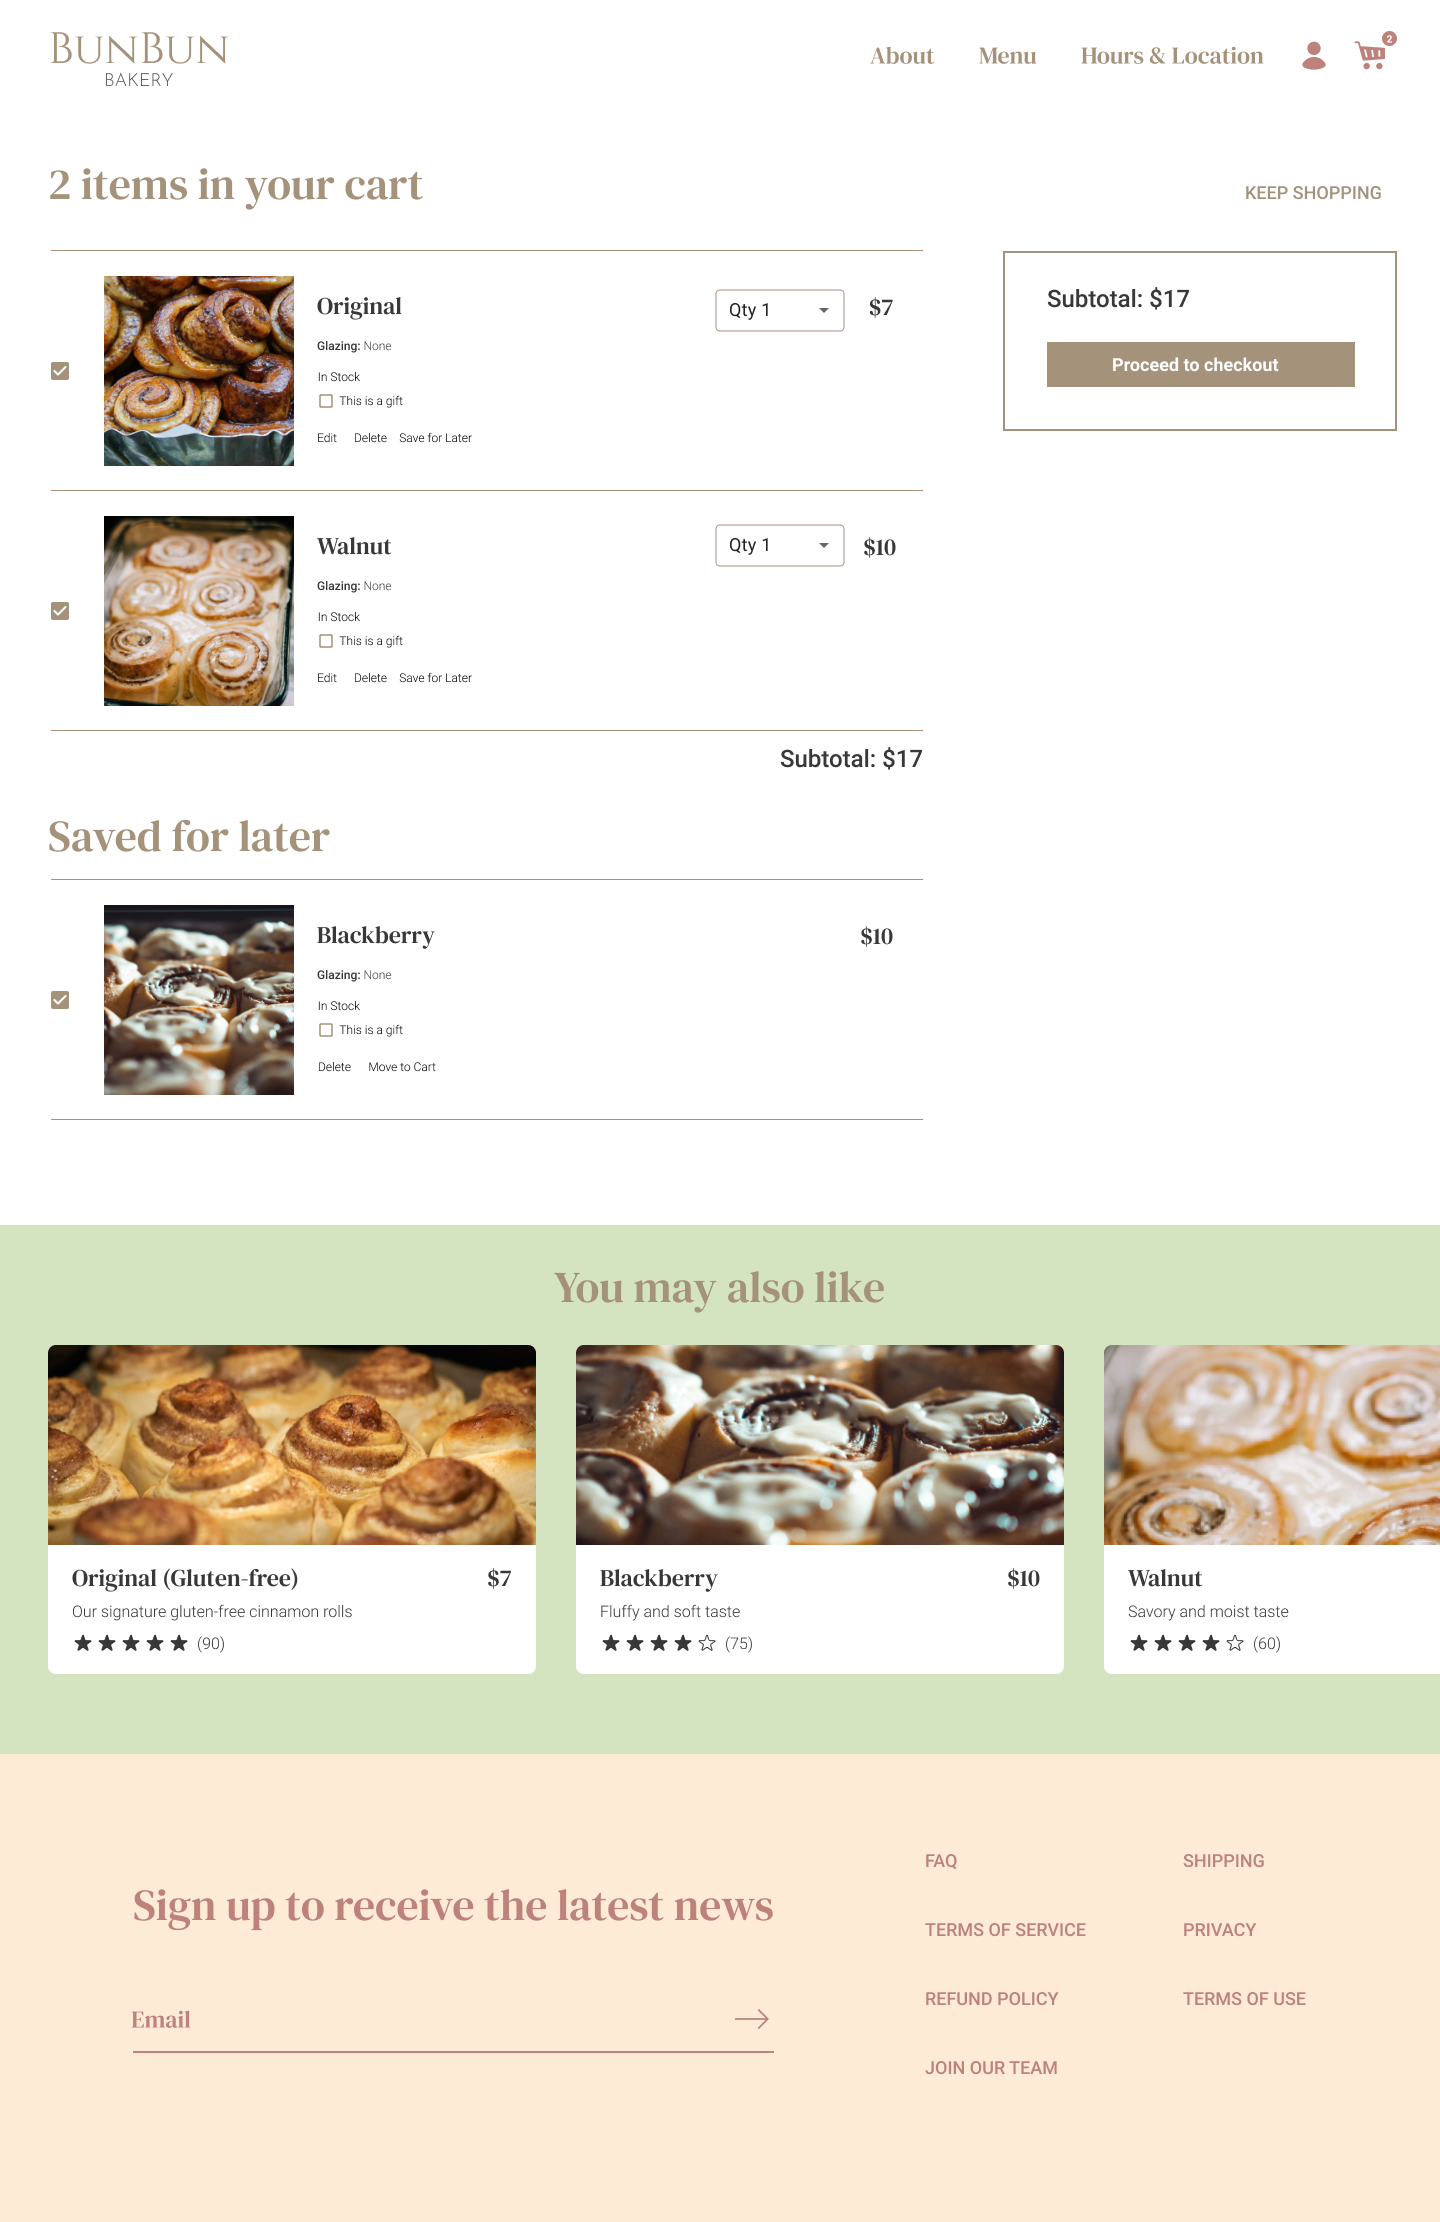 BUNBUN
BAKERY
About
Menu
Hours & Location
2
2 items in your cart
KEEP SHOPPING
Original
Qty 1
$7
Glazing: None
In Stock
This is a gift
Edit
Delete
Save for Later
Subtotal: $17
Proceed to checkout
Walnut
Qty 1
$10
Glazing: None
In Stock
This is a gift
Edit
Delete
Save for Later
Subtotal: $17
Saved for later
Blackberry
$10
Glazing: None
In Stock
This is a gift
Delete
Move to Cart
You may also like
Original (Gluten-free)
$7
Our signature gluten-free cinnamon rolls
(90)
Blackberry
$10
Fluffy and soft taste
(75)
Walnut
Savory and moist taste
(60)
Sign up to receive the latest news
Email
FAQ
SHIPPING
TERMS OF SERVICE
PRIVACY
REFUND POLICY
TERMS OF USE
JOIN OUR TEAM